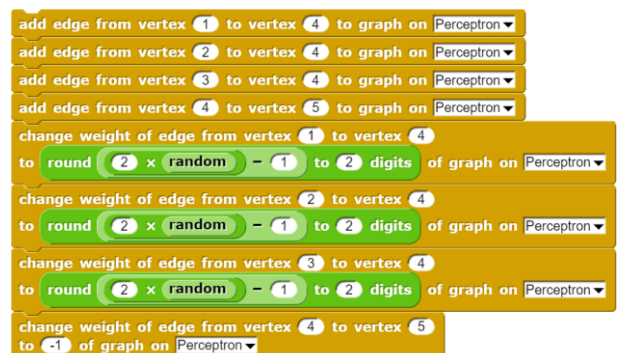 add edge from vertex 1 to vertex 4 to graph on Perceptron
add edge from vertex 2 to vertex 4 to graph on Perceptron
add edge from vertex 3 to vertex 4 to graph on Perceptron
add edge from vertex 4 to vertex 5 to graph on Perceptron
change weight of edge from vertex 1 to vertex 4
to round 2 × random - 1 to 2 digits of graph on Perceptron
change weight of edge from vertex 2 to vertex 4
to round 2 × random - 1 to 2 digits of graph on Perceptron
change weight of edge from vertex 3 to vertex 4
to round 2 × random - 1 to 2 digits of graph on Perceptron
change weight of edge from vertex 4 to vertex 5
to -1 of graph on Perceptron